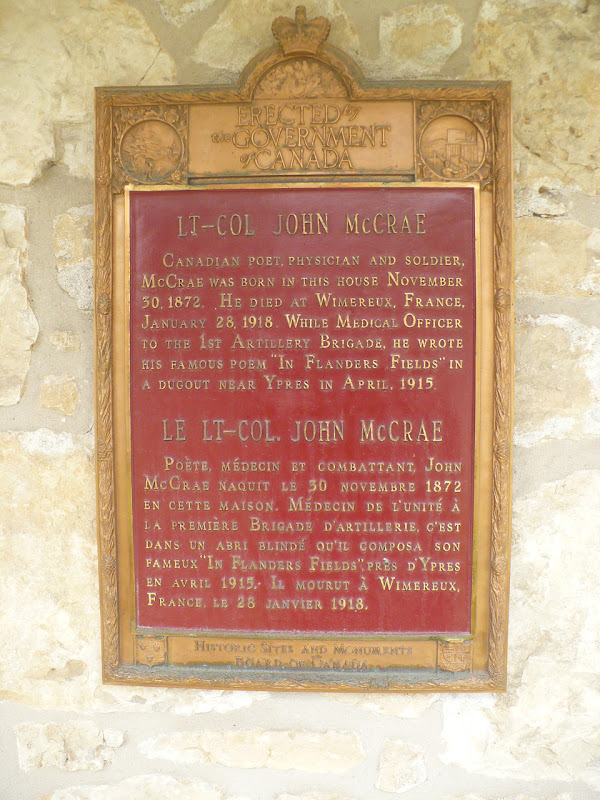 ERECTED by
the GOVERNMENT
of CANADA
LT-COL JOHN McCRAE
CANADIAN POET, PHYSICIAN AND SOLDIER,
McCRAE WAS BORN IN THIS HOUSE NOVEMBER
30, 1872. HE DIED AT WIMEREUX, FRANCE,
JANUARY 28, 1918. WHILE MEDICAL OFFICER
TO THE 1ST ARTILLERY BRIGADE, HE WROTE
HIS FAMOUS POEM "IN FLANDERS FIELDS" IN
A DUGOUT NEAR YPRES IN APRIL, 1915.
LE LT-COL. JOHN McCRAE
POÈTE, MÉDECIN ET COMBATTANT, JOHN
McCRAE NAQUIT LE 30 NOVEMBRE 1872
EN CETTE MAISON. MÉDECIN DE L'UNITÉ À
LA PREMIÈRE BRIGADE D'ARTILLERIE, C'EST
DANS UN ABRI BLINDÉ QU'IL COMPOSA SON
FAMEUX "IN FLANDERS FIELDS", PRÈS D'YPRES
EN AVRIL 1915. IL MOURUT À WIMEREUX,
FRANCE, LE 28 JANVIER 1918.
HISTORIC SITES AND MONUMENTS
BOARD OF CANADA